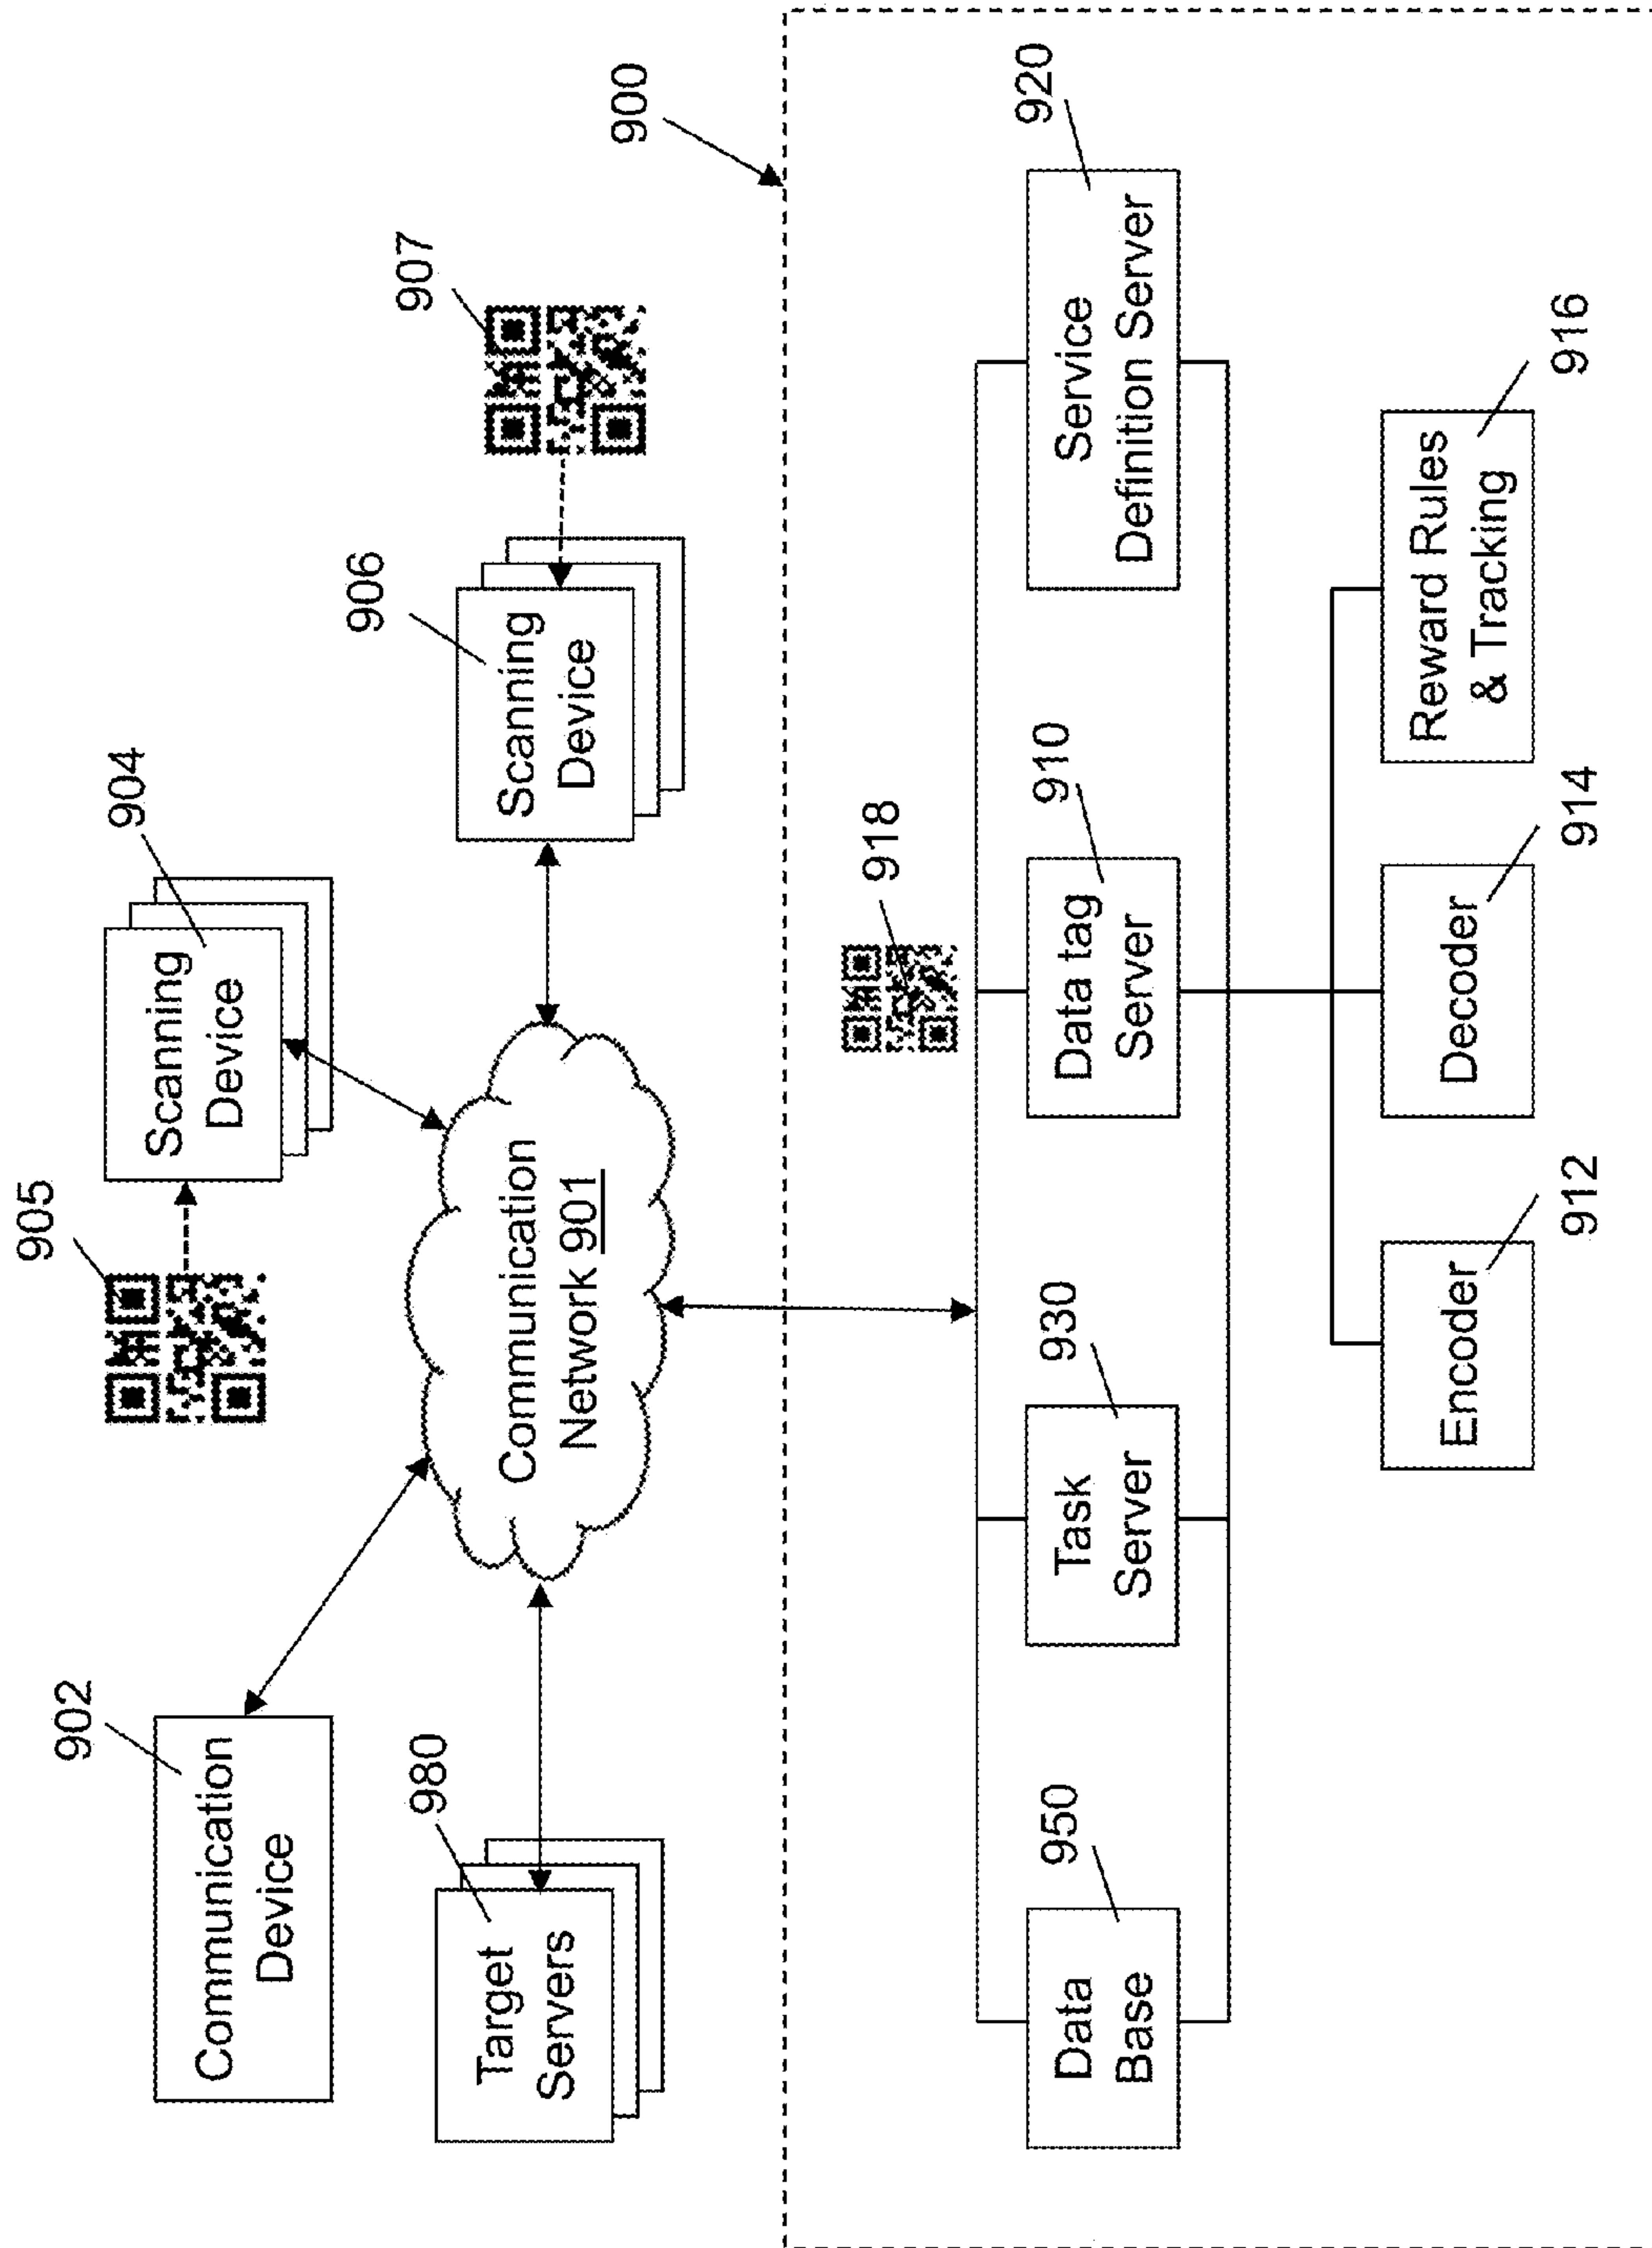 905
904
902
Scanning
Device
Communication
Device
907
906
900
980
Scanning
Device
Communication
Network 901
Target
Servers
918
950
930
910
920
Data
Base
Task
Server
Data tag
Server
Service
Definition Server
Encoder
Decoder
Reward Rules
& Tracking
912
914
916